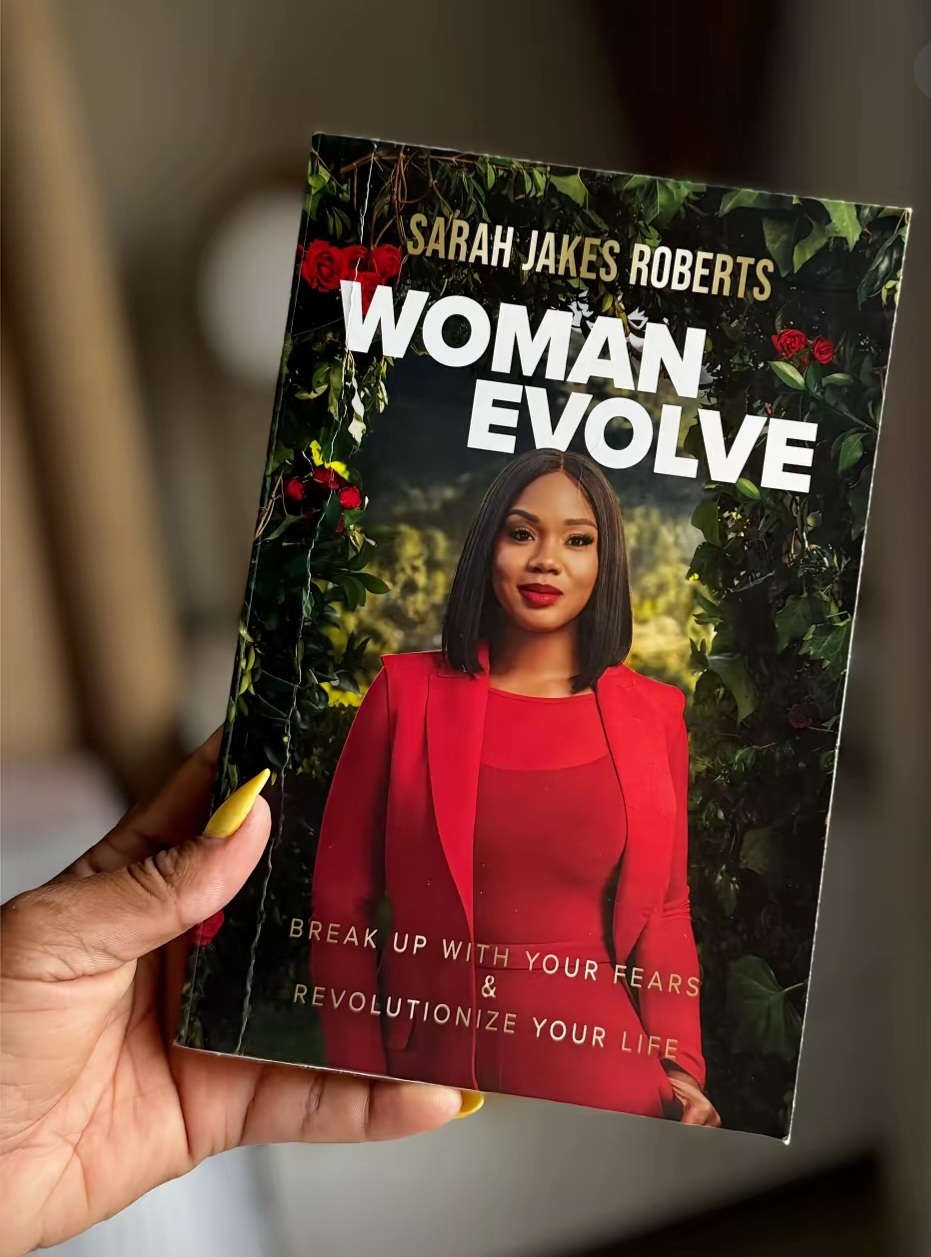 SARAH JAKES ROBERTS
WOMAN
EVOLVE
BREAK UP WITH YOUR FEARS
&
REVOLUTIONIZE YOUR LIFE